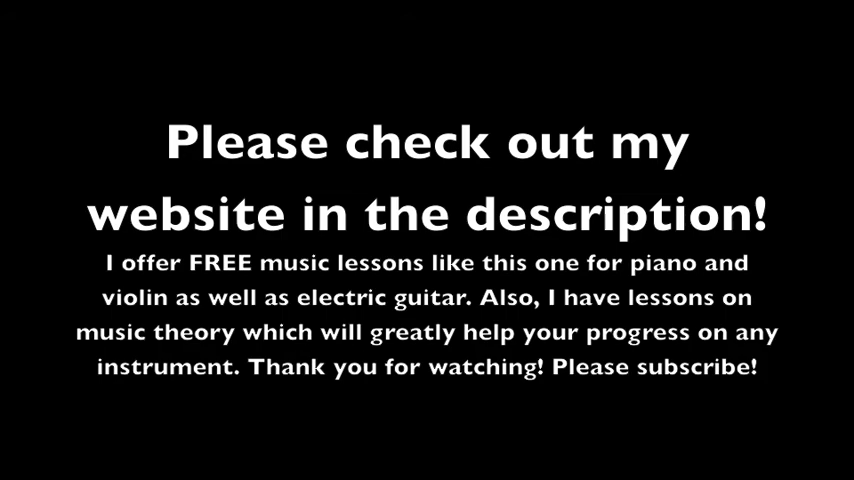 Please check out my
website in the description!
I offer FREE music lessons like this one for piano and
violin as well as electric guitar. Also, I have lessons on
music theory which will greatly help your progress on any
instrument. Thank you for watching! Please subscribe!